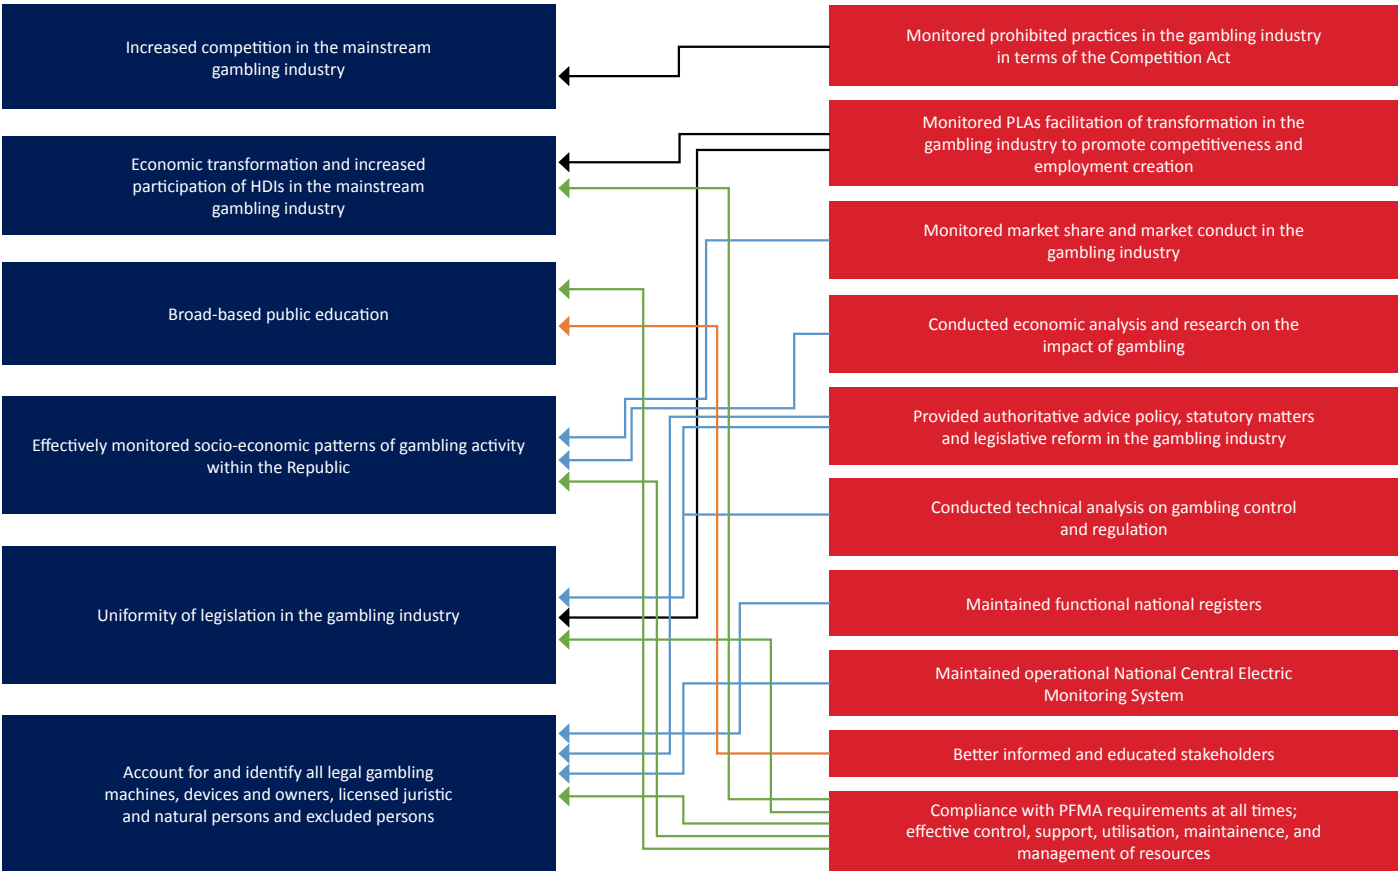 Increased competition in the mainstream
gambling industry
Economic transformation and increased
participation of HDIs in the mainstream
gambling industry
Broad-based public education
Effectively monitored socio-economic patterns of gambling activity
within the Republic
Uniformity of legislation in the gambling industry
Account for and identify all legal gambling
machines, devices and owners, licensed juristic
and natural persons and excluded persons
Monitored prohibited practices in the gambling industry
in terms of the Competition Act
Monitored PLAs facilitation of transformation in the
gambling industry to promote competitiveness and
employment creation
Monitored market share and market conduct in the
gambling industry
Conducted economic analysis and research on the
impact of gambling
Provided authoritative advice policy, statutory matters
and legislative reform in the gambling industry
Conducted technical analysis on gambling control
and regulation
Maintained functional national registers
Maintained operational National Central Electric
Monitoring System
Better informed and educated stakeholders
Compliance with PFMA requirements at all times;
effective control, support, utilisation, maintainence, and
management of resources